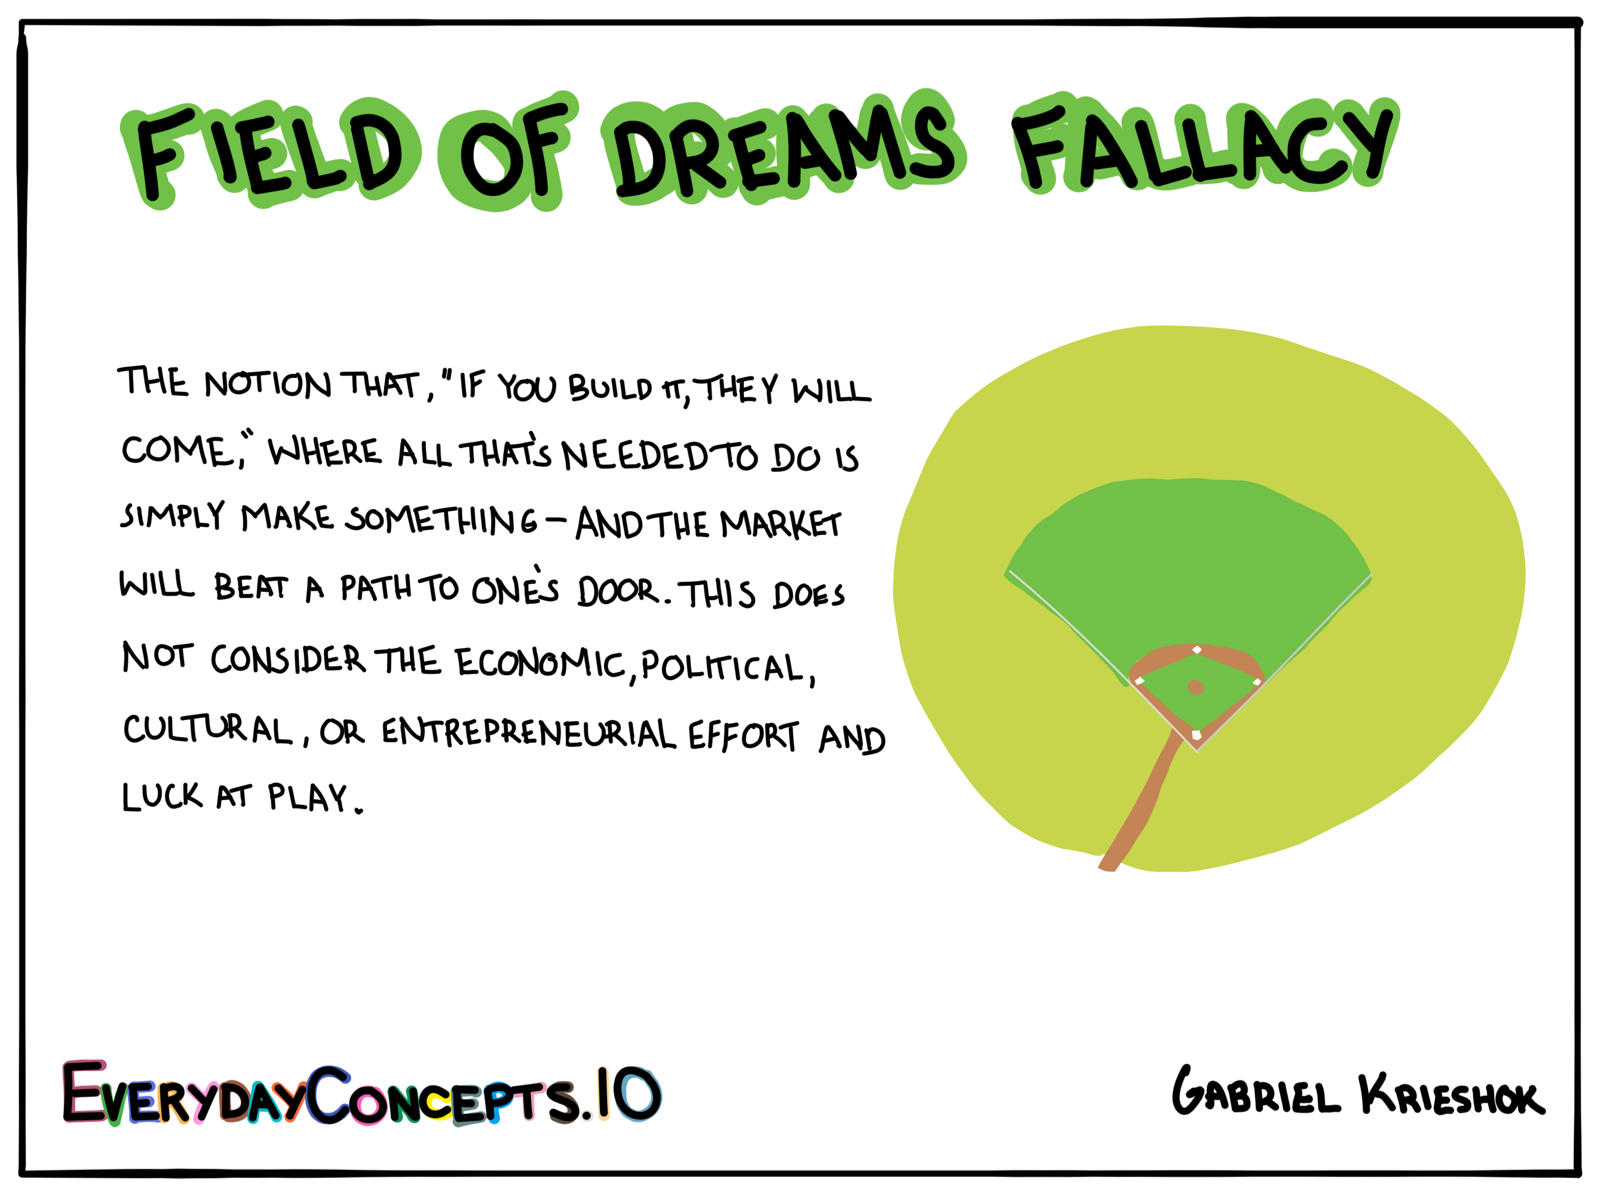 FIELD OF DREAMS FALLACY
THE NOTION THAT, "IF YOU BUILD IT, THEY WILL
COME," WHERE ALL THAT'S NEEDED TO DO IS
SIMPLY MAKE SOMETHING – AND THE MARKET
WILL BEAT A PATH TO ONE'S DOOR. THIS DOES
NOT CONSIDER THE ECONOMIC, POLITICAL,
CULTURAL, OR ENTREPRENEURIAL EFFORT AND
LUCK AT PLAY.
EVERYDAYCONCEPTS.IO
GABRIEL KRIESHOK